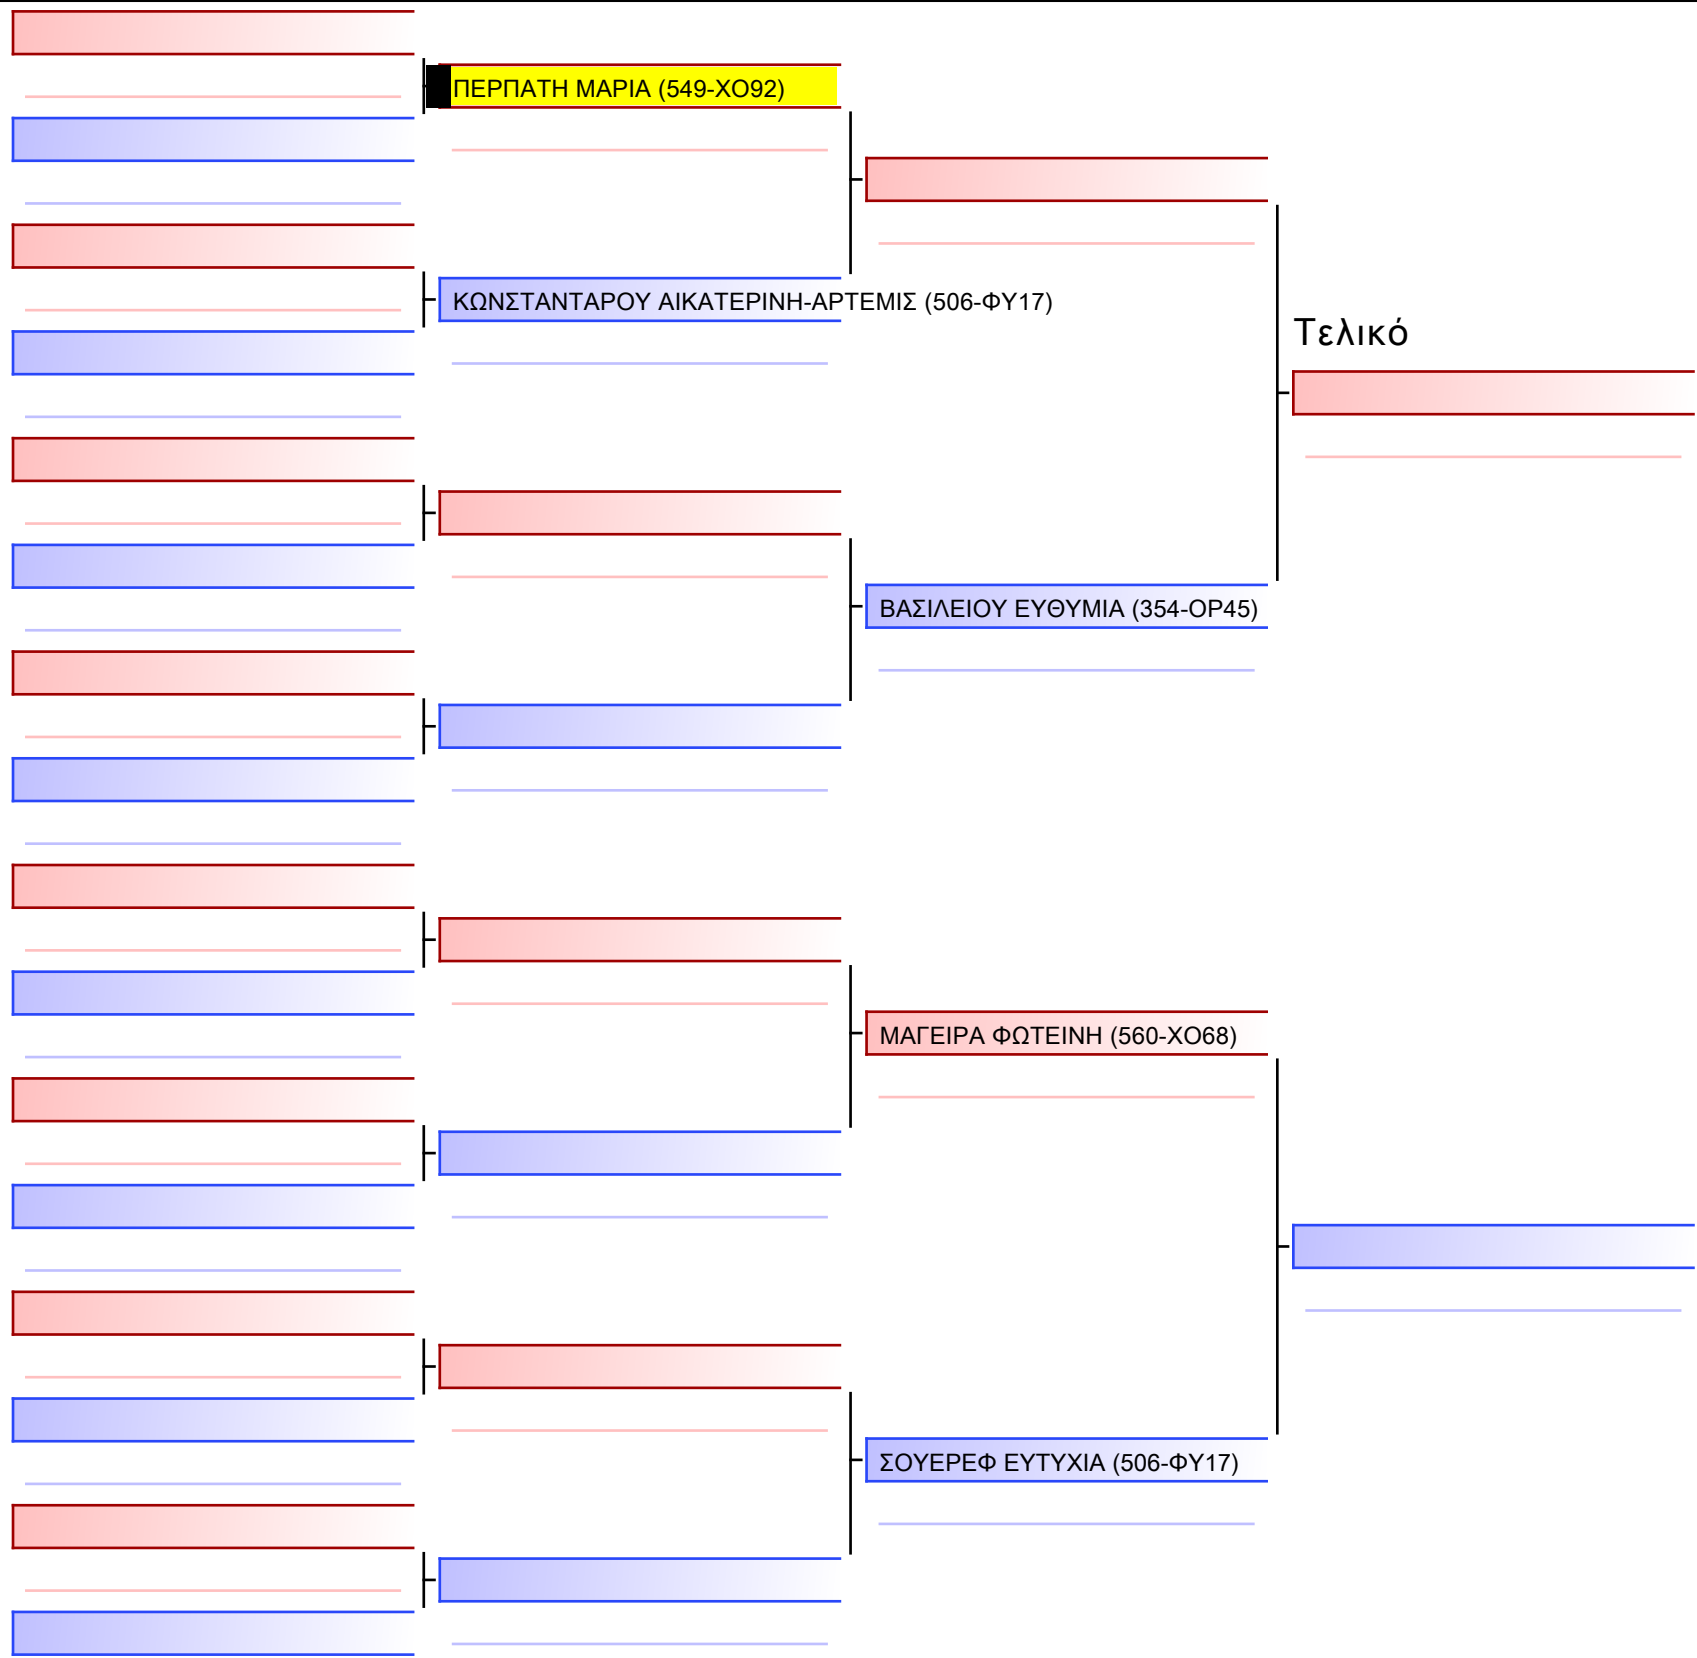 ΠΕΡΠΑΤΗ ΜΑΡΙΑ (549-ΧΟ92)
ΚΩΝΣΤΑΝΤΑΡΟΥ ΑΙΚΑΤΕΡΙΝΗ-ΑΡΤΕΜΙΣ (506-ΦΥ17)
Τελικό
ΒΑΣΙΛΕΙΟΥ ΕΥΘΥΜΙΑ (354-ΟΡ45)
ΜΑΓΕΙΡΑ ΦΩΤΕΙΝΗ (560-ΧΟ68)
ΣΟΥΕΡΕΦ ΕΥΤΥΧΙΑ (506-ΦΥ17)